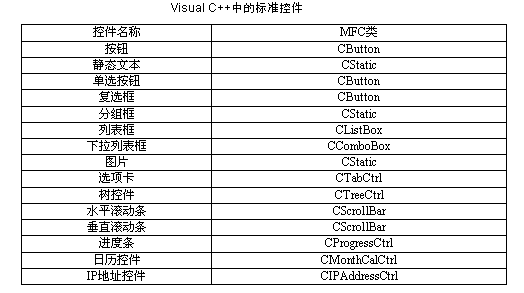 Visual C++中的标准控件
控件名称 MFC类
按钮 CButton
静态文本 CStatic
单选按钮 CButton
复选框 CButton
分组框 CStatic
列表框 CListBox
下拉列表框 CComboBox
图片 CStatic
选项卡 CTabCtrl
树控件 CTreeCtrl
水平滚动条 CScrollBar
垂直滚动条 CScrollBar
进度条 CProgressCtrl
日历控件 CMonthCalCtrl
IP地址控件 CIPAddressCtrl